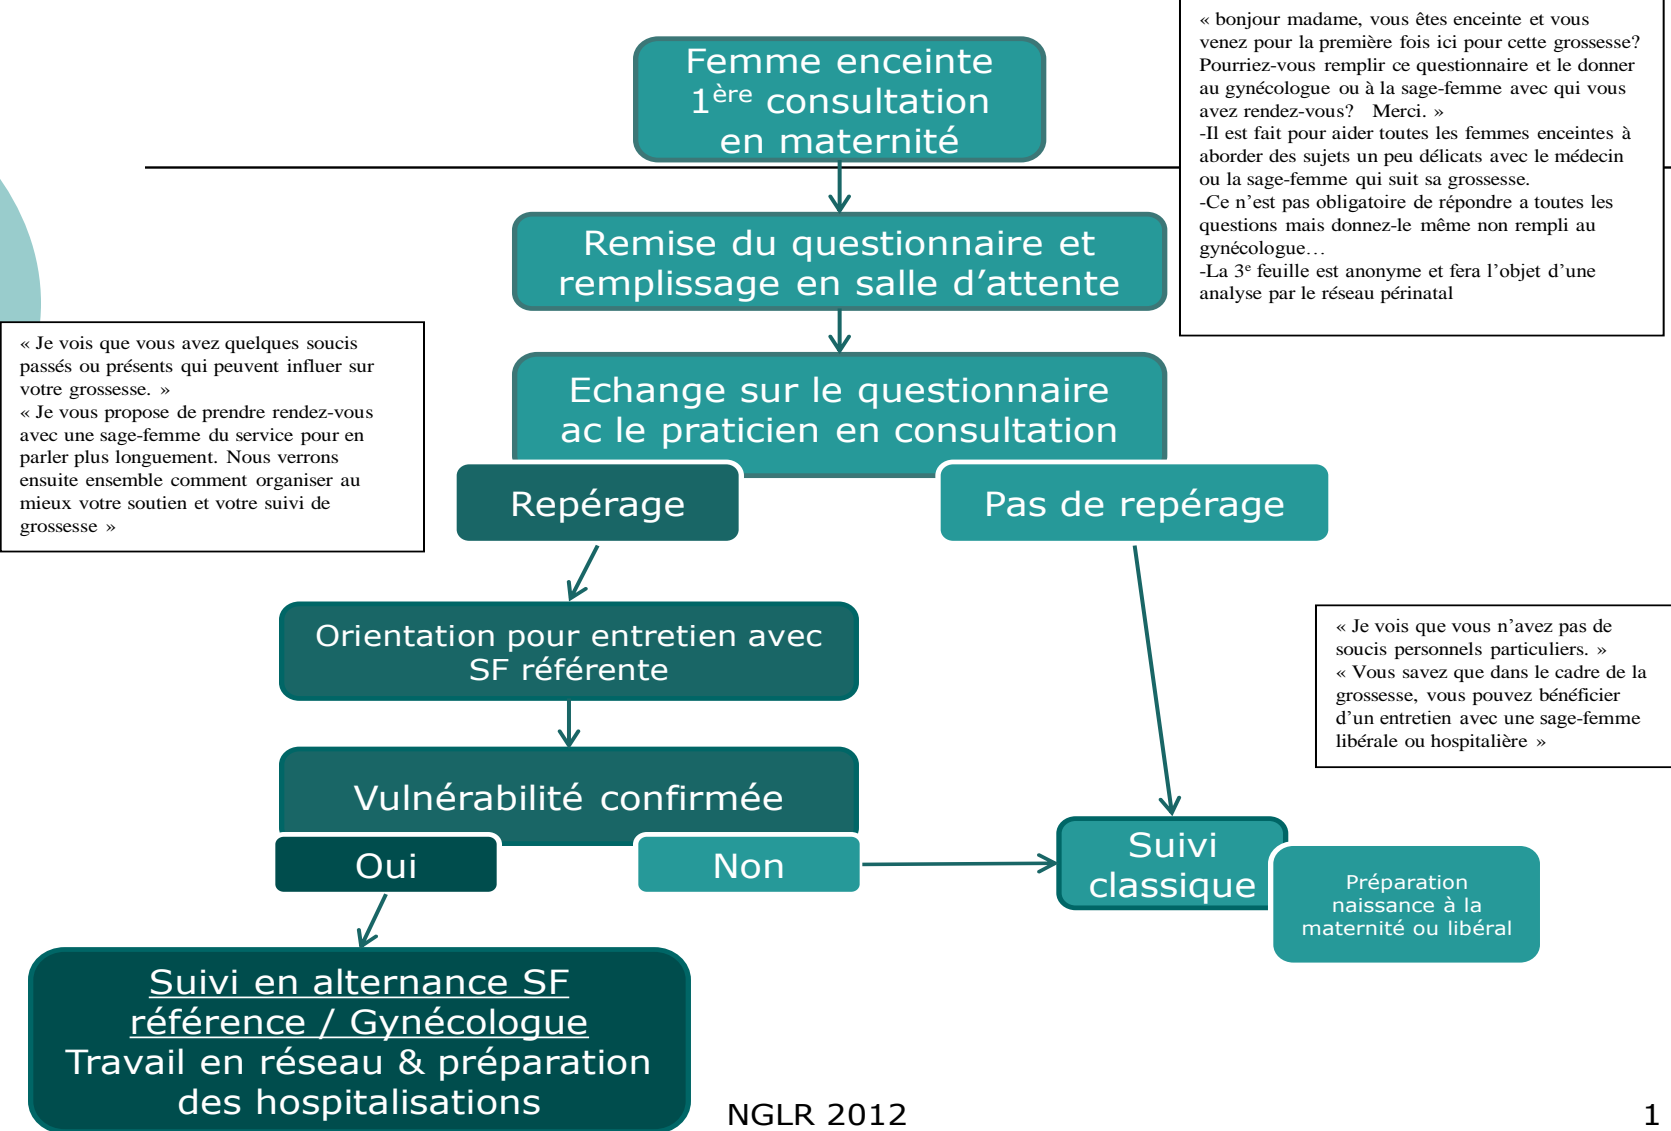 « bonjour madame, vous êtes enceinte et vous
venez pour la première fois ici pour cette grossesse?
Pourriez-vous remplir ce questionnaire et le donner
au gynécologue ou à la sage-femme avec qui vous
avez rendez-vous? Merci. »
-Il est fait pour aider toutes les femmes enceintes à
aborder des sujets un peu délicats avec le médecin
ou la sage-femme qui suit sa grossesse.
-Ce n’est pas obligatoire de répondre a toutes les
questions mais donnez-le même non rempli au
gynécologue…
-La 3e feuille est anonyme et fera l’objet d’une
analyse par le réseau périnatal
Femme enceinte
1ère consultation
en maternité
Remise du questionnaire et
remplissage en salle d’attente
« Je vois que vous avez quelques soucis
passés ou présents qui peuvent influer sur
votre grossesse. »
« Je vous propose de prendre rendez-vous
avec une sage-femme du service pour en
parler plus longuement. Nous verrons
ensuite ensemble comment organiser au
mieux votre soutien et votre suivi de
grossesse »
Echange sur le questionnaire
ac le praticien en consultation
Repérage
Pas de repérage
Orientation pour entretien avec
SF référente
« Je vois que vous n’avez pas de
soucis personnels particuliers. »
« Vous savez que dans le cadre de la
grossesse, vous pouvez bénéficier
d’un entretien avec une sage-femme
libérale ou hospitalière »
Vulnérabilité confirmée
Oui
Non
Suivi
classique
Préparation
naissance à la
maternité ou libéral
Suivi en alternance SF
référence / Gynécologue
Travail en réseau & préparation
des hospitalisations
NGLR 2012
1